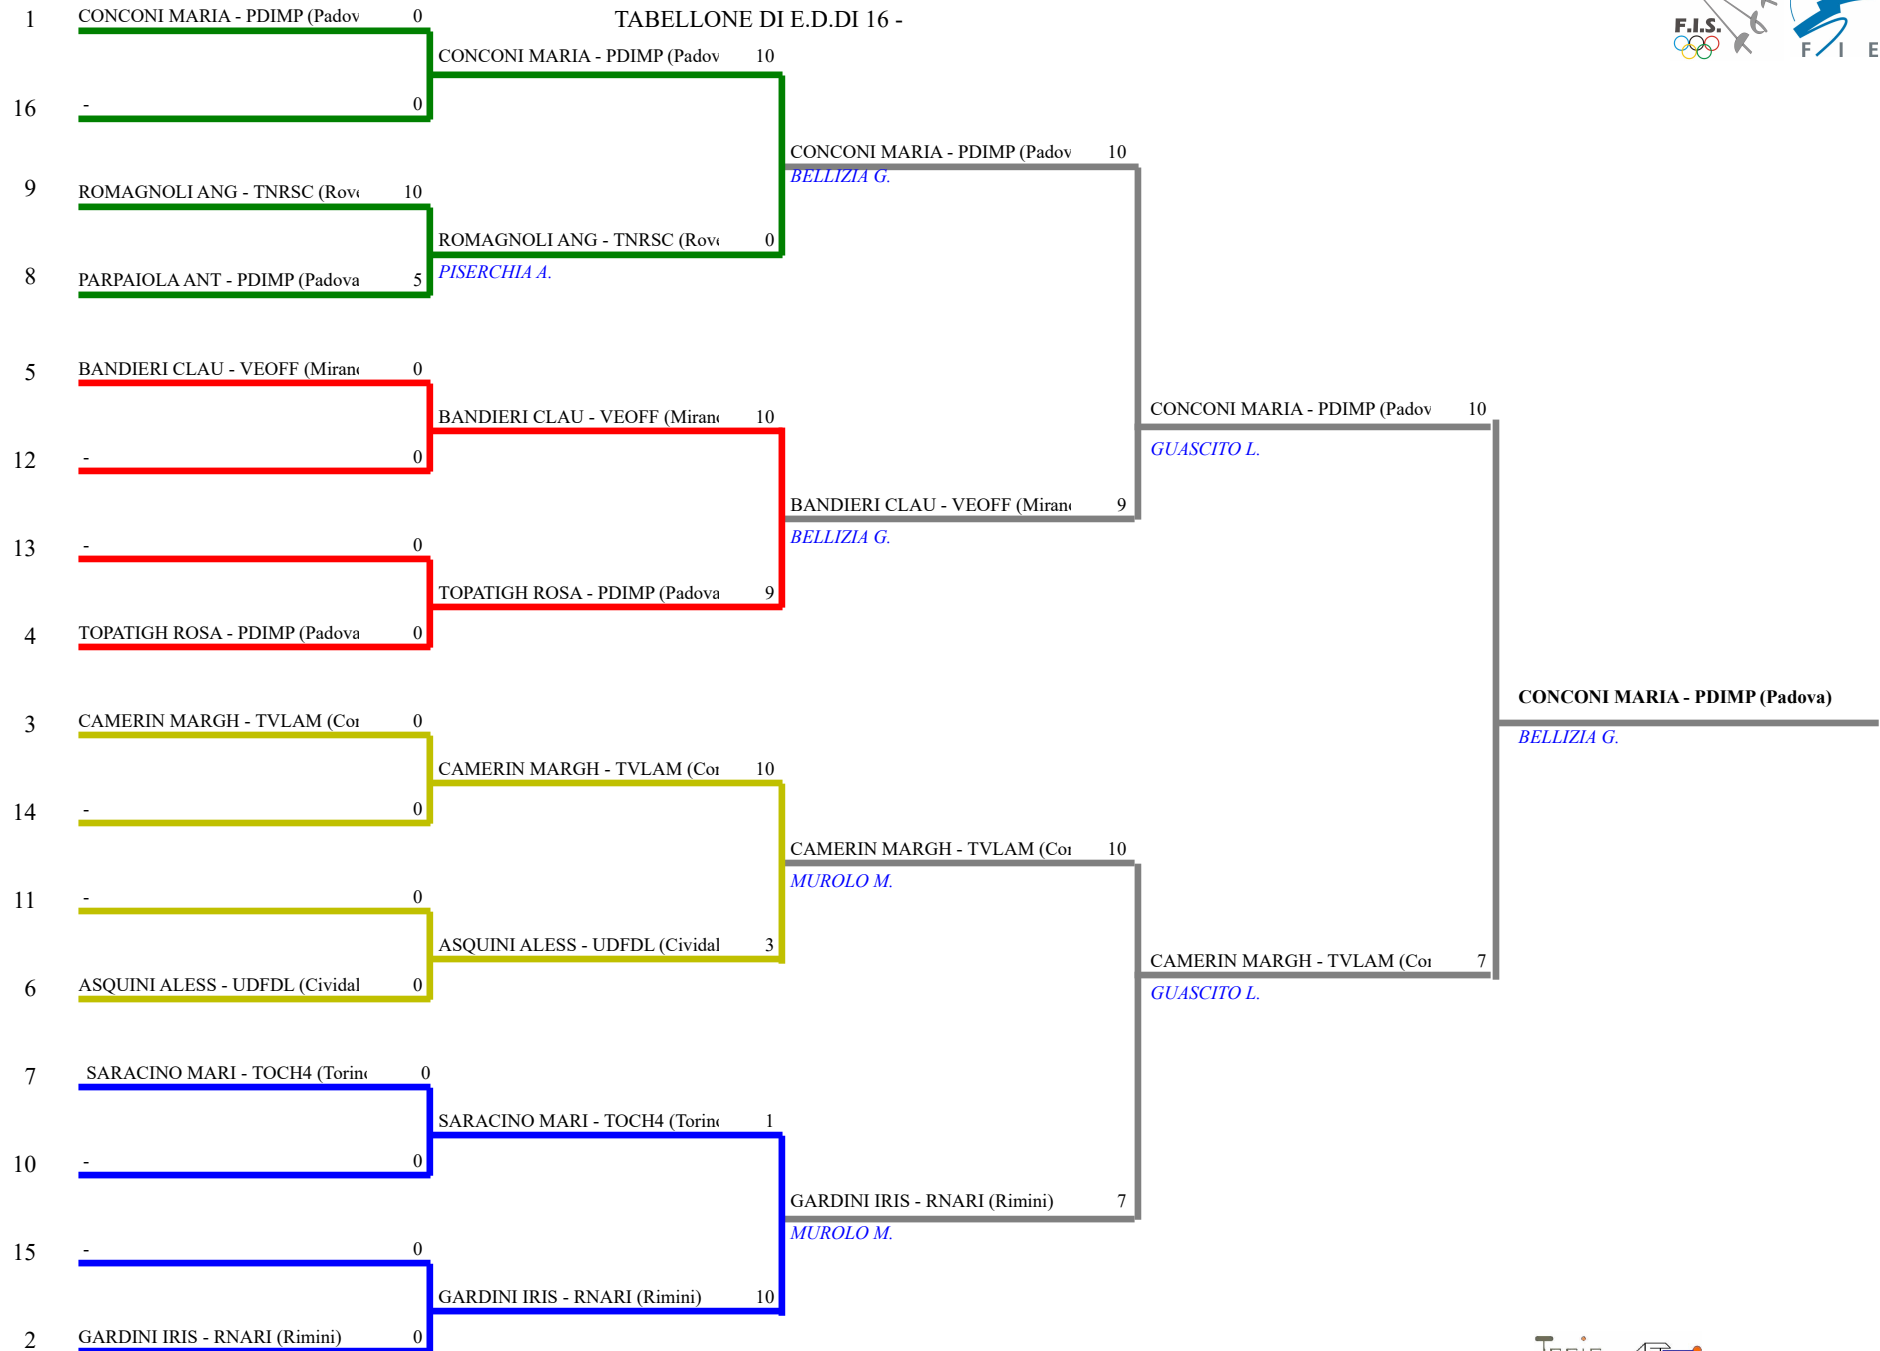 TABELLONE DI E.D.DI 16 -
F.I.S.
F I E
1 CONCONI MARIA - PDIMP (Padov 0
CONCONI MARIA - PDIMP (Padov 10
16 - 0
CONCONI MARIA - PDIMP (Padov 10
BELLIZIA G.
9 ROMAGNOLI ANG - TNRSC (Rove 10
ROMAGNOLI ANG - TNRSC (Rove 0
PISERCHIA A.
8 PARPAIOLA ANT - PDIMP (Padova 5
5 BANDIERI CLAU - VEOFF (Miran 0
BANDIERI CLAU - VEOFF (Miran 10
CONCONI MARIA - PDIMP (Padov 10
GUASCITO L.
12 - 0
BANDIERI CLAU - VEOFF (Miran 9
BELLIZIA G.
13 - 0
TOPATIGH ROSA - PDIMP (Padova 9
4 TOPATIGH ROSA - PDIMP (Padova 0
CONCONI MARIA - PDIMP (Padova)
BELLIZIA G.
3 CAMERIN MARGH - TVLAM (Co 0
CAMERIN MARGH - TVLAM (Co 10
14 - 0
CAMERIN MARGH - TVLAM (Co 10
MUROLO M.
11 - 0
ASQUINI ALESS - UDFDL (Cividal 3
CAMERIN MARGH - TVLAM (Co 7
GUASCITO L.
6 ASQUINI ALESS - UDFDL (Cividal 0
7 SARACINO MARI - TOCH4 (Torin 0
SARACINO MARI - TOCH4 (Torin 1
10 - 0
GARDINI IRIS - RNARI (Rimini) 7
MUROLO M.
15 - 0
GARDINI IRIS - RNARI (Rimini) 10
2 GARDINI IRIS - RNARI (Rimini) 0